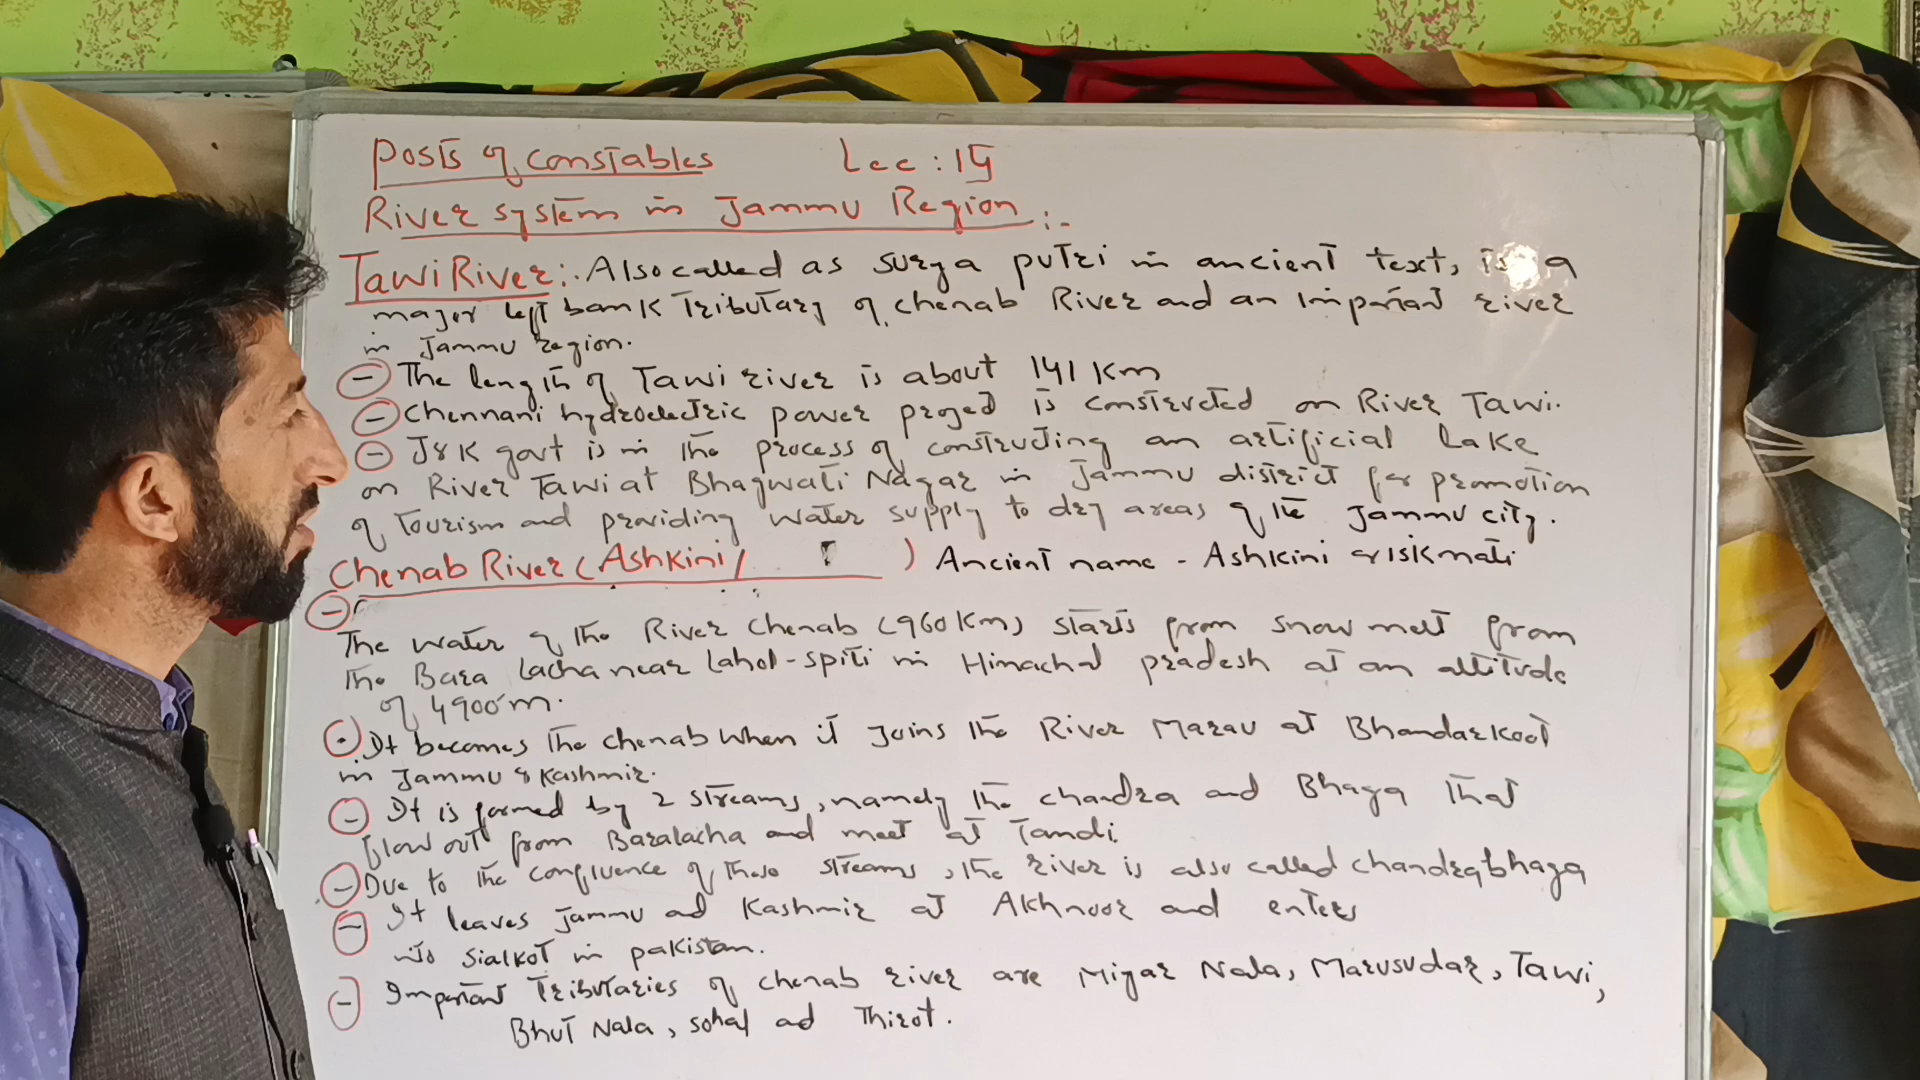 Posts of constables Lec: 19
River system in Jammu Region :-
Tawi River:. Also called as surya putri in ancient text, is a
major left bank Tributary of chenab River and an Important river
in Jammu region.
The length of Tawi river is about 141 Km
Chennani hydroelectric power project is constructed on River Tawi.
J&K govt is in the process of constructing an artificial Lake
on River Tawi at Bhagwati Nagar in Jammu district for promotion
of Tourism and providing water supply to dry areas of the Jammu city.
Chenab River (Ashkini/ ) Ancient name - Ashkini or iskmati
The water of the River Chenab (960 Km) starts from snow melt from
The Bara Lacha near Lahol-spiti in Himachal pradesh at an altitude
of 4900 m.
It becomes the chenab when it Joins the River Marau at Bhandarkoot
in Jammu & Kashmir.
It is formed by 2 streams, namely the chandra and Bhaga that
flow out from Baralacha and meet at Tandi.
Due to the confluence of these streams, the river is also called chandrabhaga
It leaves Jammu ad Kashmir at Akhnoor and enters
into Sialkot in pakistan.
Important Tributaries of chenab river are Miyar Nala, Marusudar, Tawi,
Bhut Nala, sohal ad Thirot.